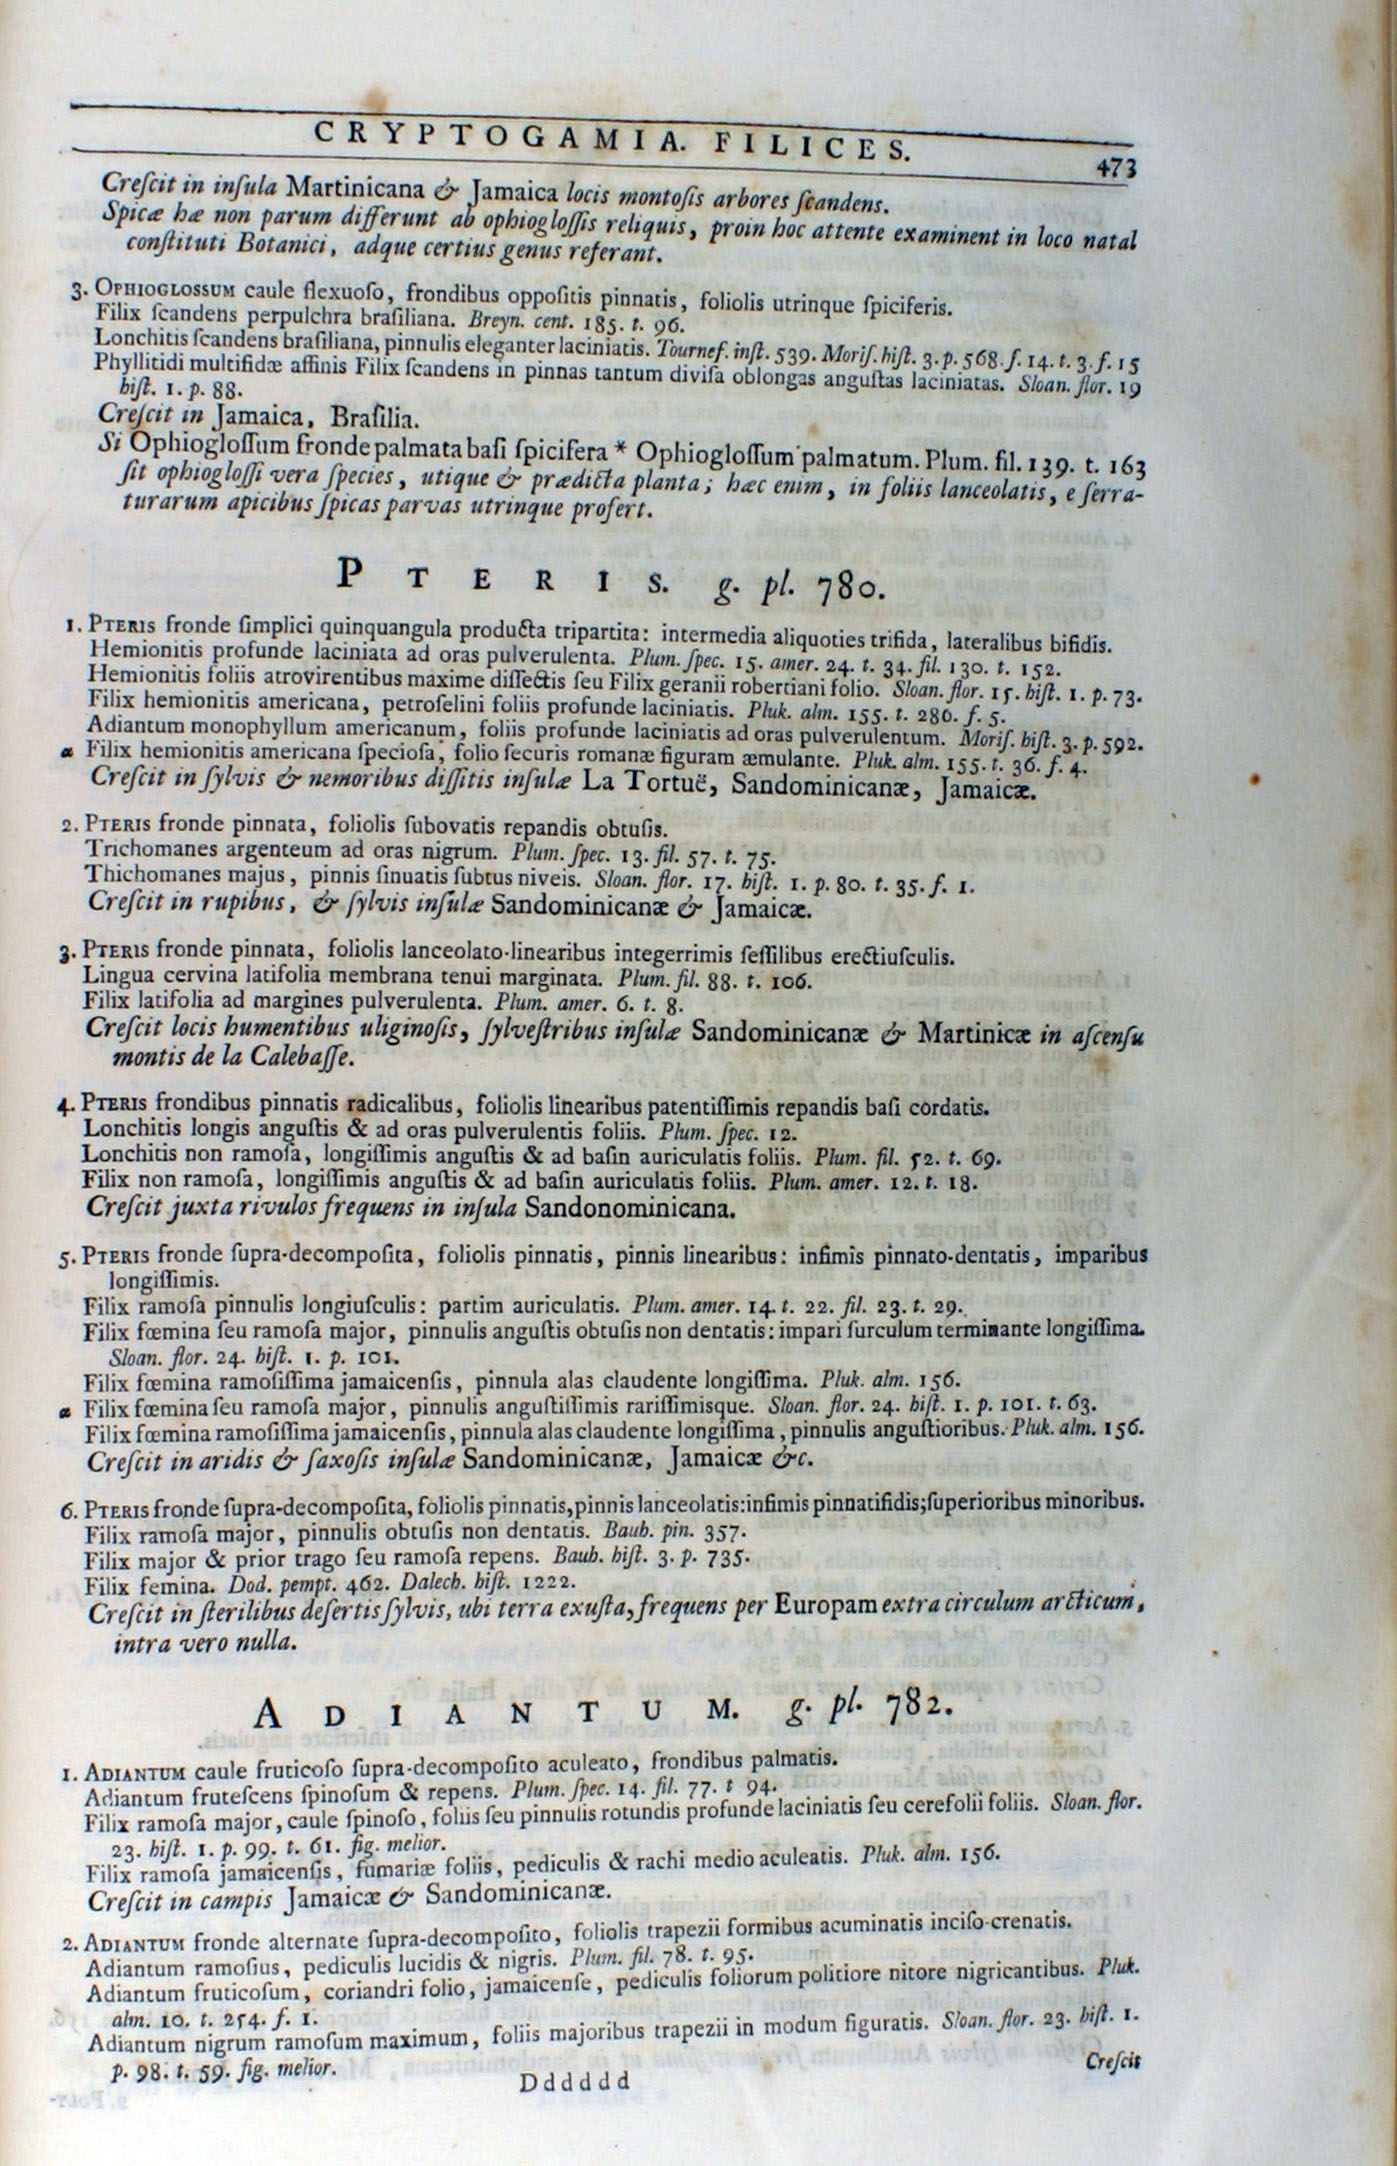 CRYPTOGAMIA. FILICES. 473
Creſcit in inſula Martinicana & Jamaica locis montoſis arbores ſcandens.
Spicæ hæ non parum differunt ab ophiogloſſis reliquis, proin hoc attente examinent in loco natal
conſtituti Botanici, adque certius genus referant.
3. OPHIOGLOSSUM caule flexuoſo, frondibus oppoſitis pinnatis, foliolis utrinque ſpiciferis.
Filix ſcandens perpulchra braſiliana. Breyn. cent. 185. t. 96.
Lonchitis ſcandens braſiliana, pinnulis eleganter laciniatis. Tournef. inſt. 539. Moriſ. hiſt. 3. p. 568. ſ. 14. t. 3. f. 15
Phyllitidi multifidæ affinis Filix ſcandens in pinnas tantum diviſa oblongas anguſtas laciniatas. Sloan. flor. 19
hiſt. 1. p. 88.
Creſcit in Jamaica, Braſilia.
Si Ophiogloſſum fronde palmata baſi ſpicifera * Ophiogloſſum palmatum. Plum. fil. 139. t. 163
ſit ophiogloſſi vera ſpecies, utique & prædicta planta; hæc enim, in foliis lanceolatis, e ſerra-
turarum apicibus ſpicas parvas utrinque profert.
PTERIS. g. pl. 780.
1. PTERIS fronde ſimplici quinquangula producta tripartita: intermedia aliquoties trifida, lateralibus bifidis.
Hemionitis profunde laciniata ad oras pulverulenta. Plum. ſpec. 15. amer. 24. t. 34. fil. 130. t. 152.
Hemionitis foliis atrovirentibus maxime diſſectis ſeu Filix geranii robertiani folio. Sloan. flor. 15. hiſt. 1. p. 73.
Filix hemionitis americana, petroſelini foliis profunde laciniatis. Pluk. alm. 155. t. 286. f. 5.
Adiantum monophyllum americanum, foliis profunde laciniatis ad oras pulverulentum. Moriſ. hiſt. 3. p. 592.
α Filix hemionitis americana ſpecioſa, folio ſecuris romanæ figuram æmulante. Pluk. alm. 155. t. 36. f. 4.
Creſcit in ſylvis & nemoribus diſſitis inſulæ La Tortuë, Sandominicanæ, Jamaicæ.
2. PTERIS fronde pinnata, foliolis ſubovatis repandis obtuſis.
Trichomanes argenteum ad oras nigrum. Plum. ſpec. 13. fil. 57. t. 75.
Thichomanes majus, pinnis ſinuatis ſubtus niveis. Sloan. flor. 17. hiſt. 1. p. 80. t. 35. f. 1.
Creſcit in rupibus, & ſylvis inſulæ Sandominicanæ & Jamaicæ.
3. PTERIS fronde pinnata, foliolis lanceolato-linearibus integerrimis ſeſſilibus erectiuſculis.
Lingua cervina latifolia membrana tenui marginata. Plum. fil. 88. t. 106.
Filix latifolia ad margines pulverulenta. Plum. amer. 6. t. 8.
Creſcit locis humentibus uliginoſis, ſylveſtribus inſulæ Sandominicanæ & Martinicæ in aſcenſu
montis de la Calebaſſe.
4. PTERIS frondibus pinnatis radicalibus, foliolis linearibus patentiſſimis repandis baſi cordatis.
Lonchitis longis anguſtis & ad oras pulverulentis foliis. Plum. ſpec. 12.
Lonchitis non ramoſa, longiſſimis anguſtis & ad baſin auriculatis foliis. Plum. fil. 52. t. 69.
Filix non ramoſa, longiſſimis anguſtis & ad baſin auriculatis foliis. Plum. amer. 12. t. 18.
Creſcit juxta rivulos frequens in inſula Sandonominicana.
5. PTERIS fronde ſupra-decompoſita, foliolis pinnatis, pinnis linearibus: infimis pinnato-dentatis, imparibus
longiſſimis.
Filix ramoſa pinnulis longiuſculis: partim auriculatis. Plum. amer. 14. t. 22. fil. 23. t. 29.
Filix fœmina ſeu ramoſa major, pinnulis anguſtis obtuſis non dentatis: impari ſurculum terminante longiſſima.
Sloan. flor. 24. hiſt. 1. p. 101.
Filix fœmina ramoſiſſima jamaicenſis, pinnula alas claudente longiſſima. Pluk. alm. 156.
α Filix fœmina ſeu ramoſa major, pinnulis anguſtiſſimis rariſſimisque. Sloan. flor. 24. hiſt. 1. p. 101. t. 63.
Filix fœmina ramoſiſſima jamaicenſis, pinnula alas claudente longiſſima, pinnulis anguſtioribus. Pluk. alm. 156.
Creſcit in aridis & ſaxoſis inſulæ Sandominicanæ, Jamaicæ &c.
6. PTERIS fronde ſupra-decompoſita, foliolis pinnatis, pinnis lanceolatis: infimis pinnatifidis; ſuperioribus minoribus.
Filix ramoſa major, pinnulis obtuſis non dentatis. Bauh. pin. 357.
Filix major & prior trago ſeu ramoſa repens. Bauh. hiſt. 3. p. 735.
Filix femina. Dod. pempt. 462. Dalech. hiſt. 1222.
Creſcit in ſterilibus deſertis ſylvis, ubi terra exuſta, frequens per Europam extra circulum arcticum,
intra vero nulla.
ADIANTUM. g. pl. 782.
1. ADIANTUM caule fruticoſo ſupra-decompoſito aculeato, frondibus palmatis.
Adiantum fruteſcens ſpinoſum & repens. Plum. ſpec. 14. fil. 77. t 94.
Filix ramoſa major, caule ſpinoſo, foliis ſeu pinnulis rotundis profunde laciniatis ſeu cerefolii foliis. Sloan. flor.
23. hiſt. 1. p. 99. t. 61. fig. melior.
Filix ramoſa jamaicenſis, fumariæ foliis, pediculis & rachi medio aculeatis. Pluk. alm. 156.
Creſcit in campis Jamaicæ & Sandominicanæ.
2. ADIANTUM fronde alternate ſupra-decompoſito, foliolis trapezii formibus acuminatis inciſo-crenatis.
Adiantum ramoſius, pediculis lucidis & nigris. Plum. fil. 78. t. 95.
Adiantum fruticoſum, coriandri folio, jamaicenſe, pediculis foliorum politiore nitore nigricantibus. Pluk.
alm. 10. t. 254. f. 1.
Adiantum nigrum ramoſum maximum, foliis majoribus trapezii in modum figuratis. Sloan. flor. 23. hiſt. 1.
p. 98. t. 59. fig. melior.
Creſcit
Dddddd